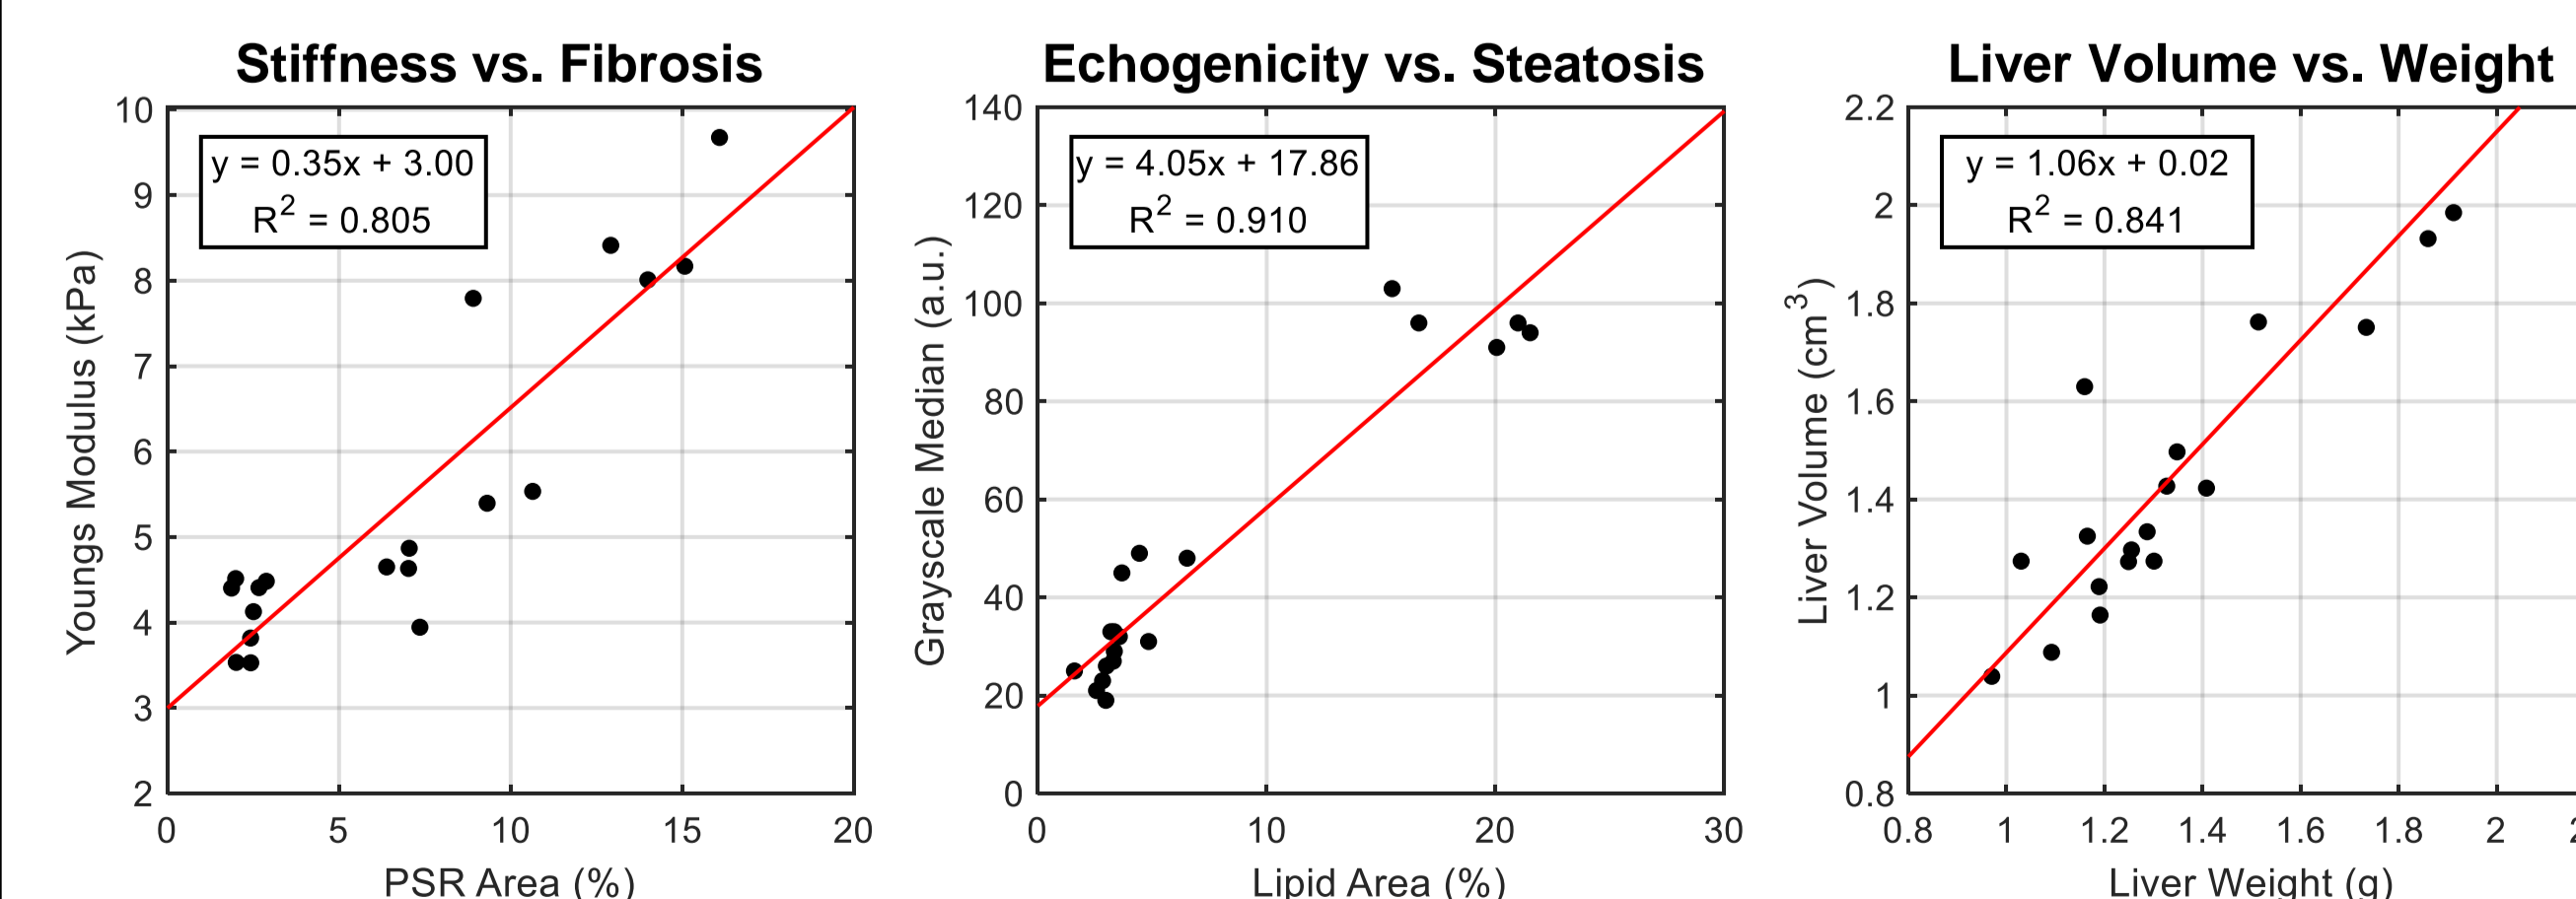 Stiffness vs. Fibrosis
10
9
8
7
6
5
4
3
2
0 5 10 15 20
Youngs Modulus (kPa)
PSR Area (%)
y = 0.35x + 3.00
R² = 0.805
Echogenicity vs. Steatosis
140
120
100
80
60
40
20
0
0 10 20 30
Grayscale Median (a.u.)
Lipid Area (%)
y = 4.05x + 17.86
R² = 0.910
Liver Volume vs. Weight
2.2
2
1.8
1.6
1.4
1.2
1
0.8
0.8 1 1.2 1.4 1.6 1.8 2
Liver Volume (cm³)
Liver Weight (g)
y = 1.06x + 0.02
R² = 0.841